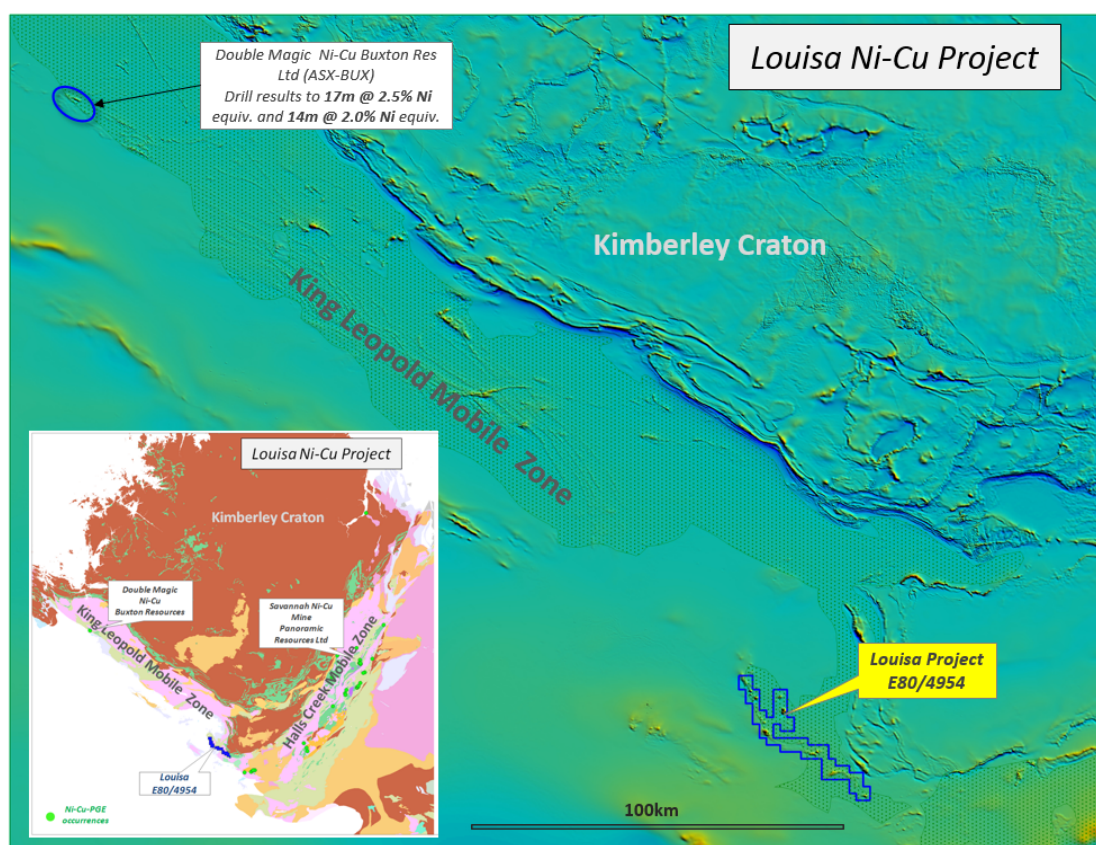 Louisa Ni-Cu Project
Double Magic Ni-Cu Buxton Res
Ltd (ASX-BUX)
Drill results to 17m @ 2.5% Ni
equiv. and 14m @ 2.0% Ni equiv.
Kimberley Craton
King Leopold Mobile Zone
Louisa Project
E80/4954
100km
Louisa Ni-Cu Project
Kimberley Craton
Double Magic
Ni-Cu
Buxton Resources
Savannah Ni-Cu
Mine
Panoramic
Resources Ltd
King Leopold Mobile Zone
Halls Creek Mobile Zone
Louisa
E80/4954
Ni-Cu-PGE
occurrences